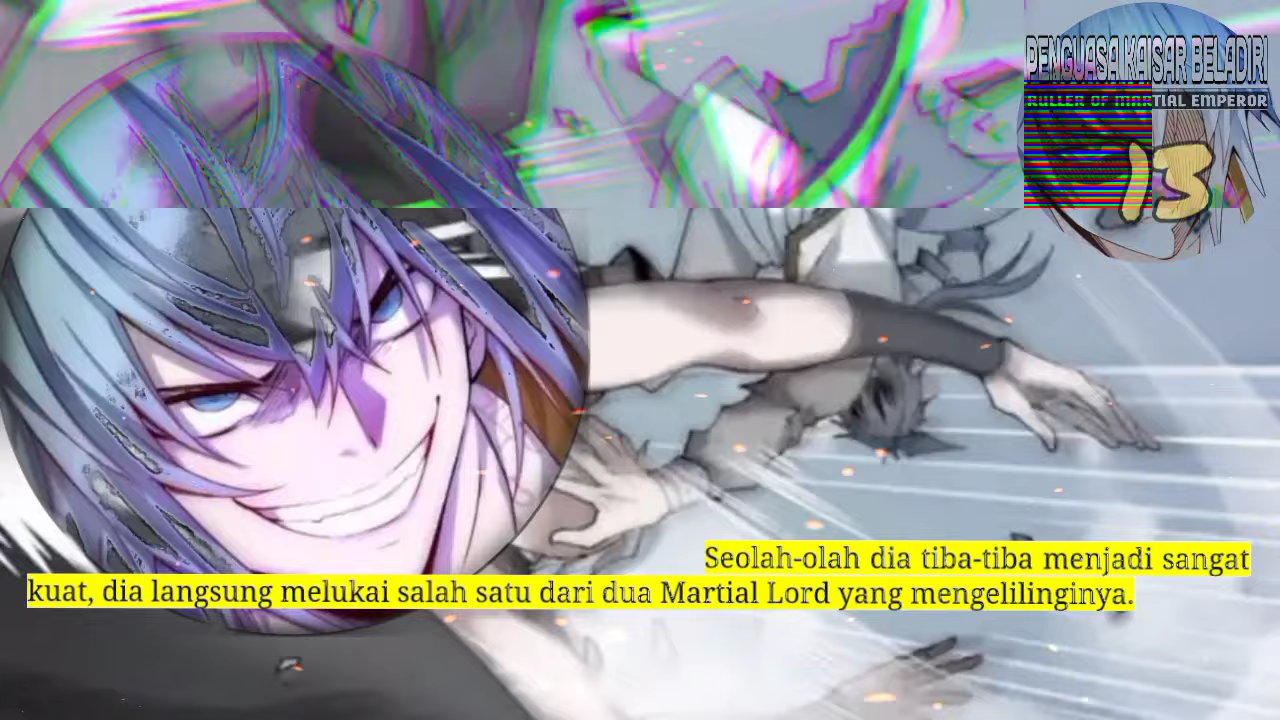 PENGUASA KAISAR BELADIRI
RULLER OF MARTIAL EMPEROR
13
Seolah-olah dia tiba-tiba menjadi sangat
kuat, dia langsung melukai salah satu dari dua Martial Lord yang mengelilinginya.